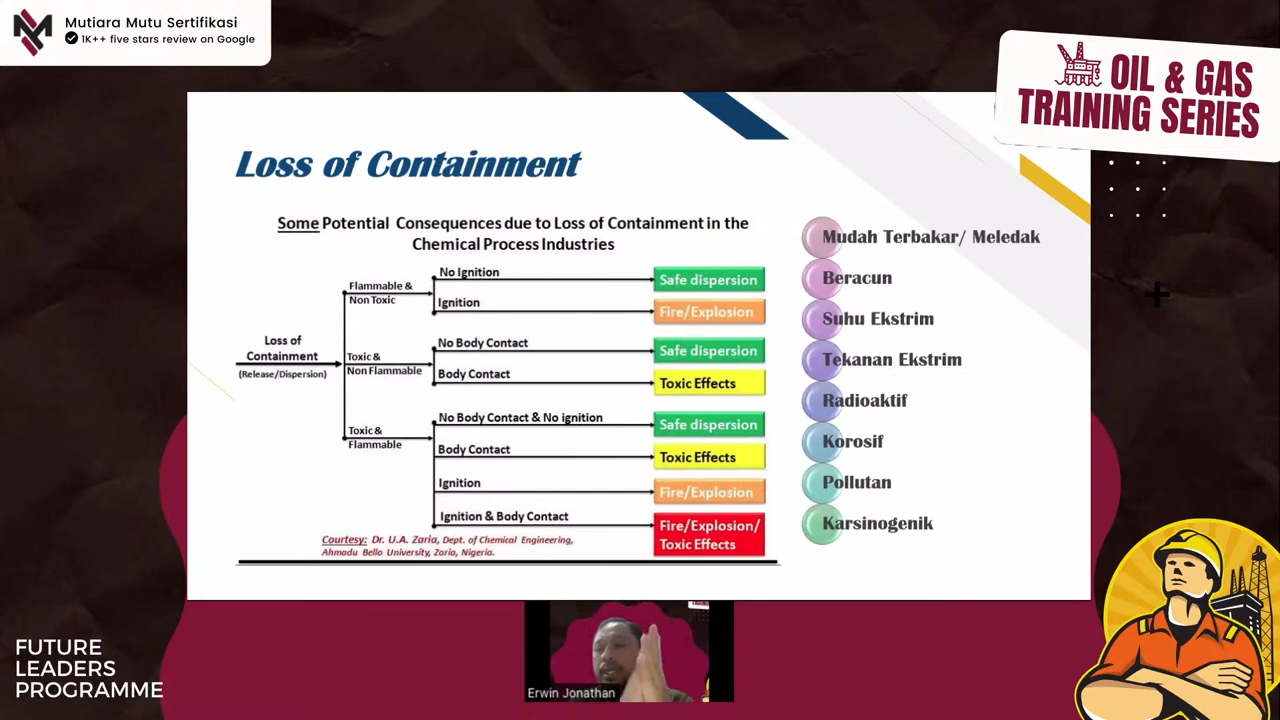 Mutiara Mutu Sertifikasi
1K++ five stars review on Google
OIL & GAS
TRAINING SERIES
Loss of Containment
Some Potential Consequences due to Loss of Containment in the
Chemical Process Industries
Loss of
Containment
(Release/Dispersion)
Flammable &
Non Toxic
No Ignition
Safe dispersion
Ignition
Fire/Explosion
Toxic &
Non Flammable
No Body Contact
Safe dispersion
Body Contact
Toxic Effects
Toxic &
Flammable
No Body Contact & No ignition
Safe dispersion
Body Contact
Toxic Effects
Ignition
Fire/Explosion
Ignition & Body Contact
Fire/Explosion/
Toxic Effects
Courtesy: Dr. U.A. Zaria, Dept. of Chemical Engineering,
Ahmadu Bello University, Zaria, Nigeria.
Mudah Terbakar/ Meledak
Beracun
Suhu Ekstrim
Tekanan Ekstrim
Radioaktif
Korosif
Pollutan
Karsinogenik
FUTURE
LEADERS
PROGRAMME
Erwin Jonathan